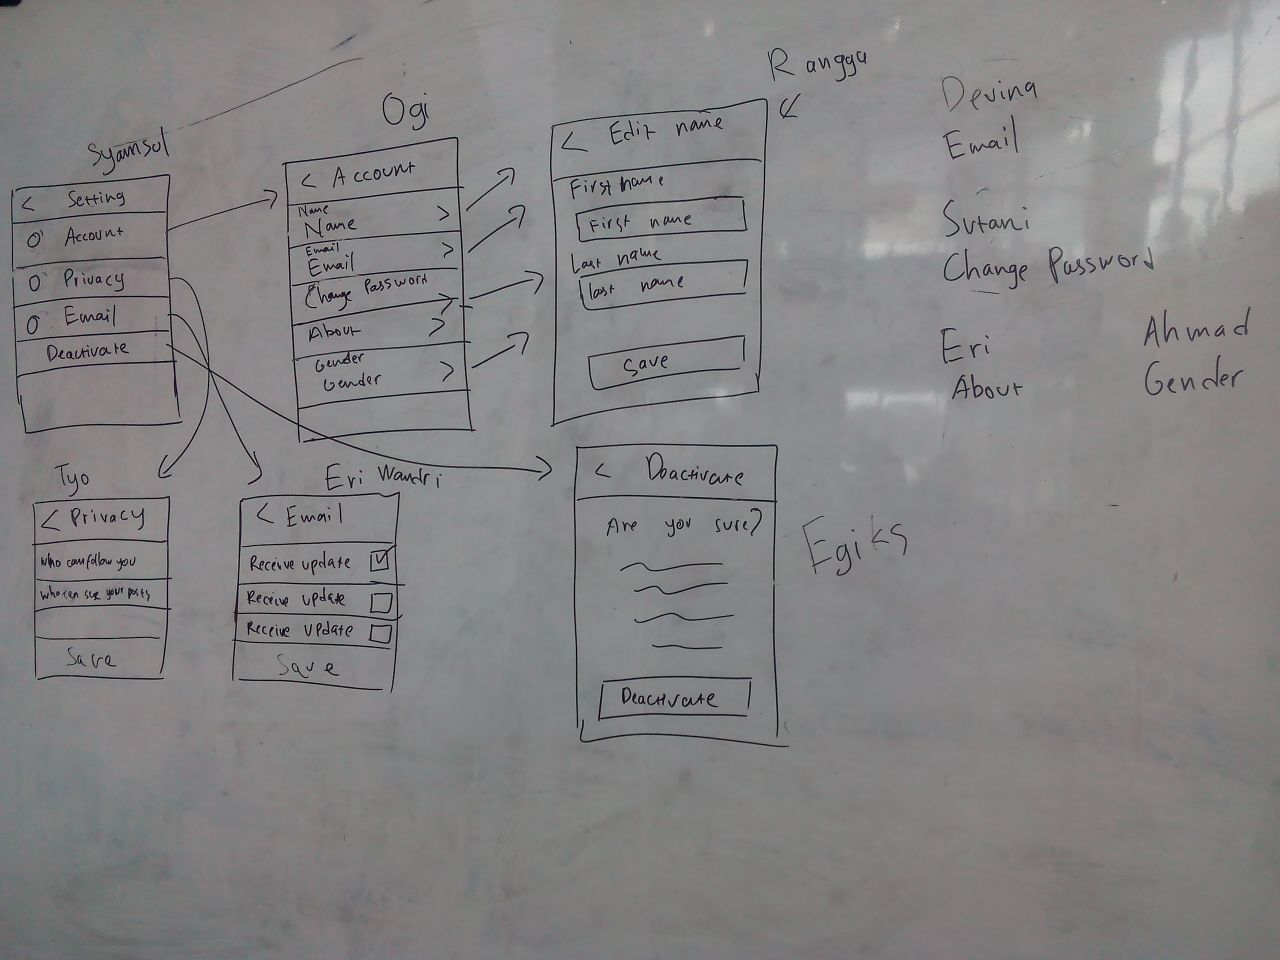 Syamsul
< Setting
Account
Privacy
Email
Deactivate
Ogi
< Account
Name
Name >
Email
Email >
Change Password >
About >
Gender
Gender >
Rangga
< Edit name
First name
First name
Last name
last name
Save
Devina
Email
Sutani
Change Password
Eri
About
Ahmad
Gender
Tyo
< Privacy
who can follow you
who can see your posts
Save
Eri Wandri
< Email
Receive update
Receive update
Receive update
Save
< Deactivate
Are you sure?
Deactivate
Egiks